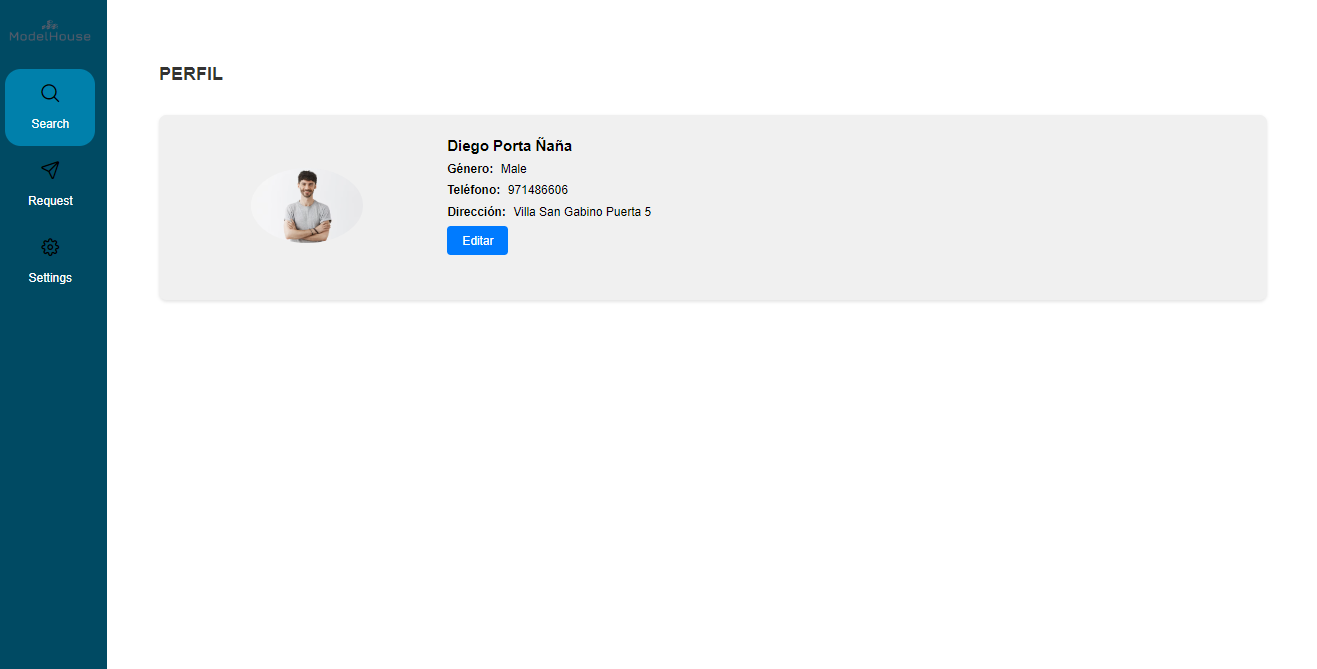 ModelHouse
Search
Request
Settings
PERFIL
Diego Porta Ñaña
Género: Male
Teléfono: 971486606
Dirección: Villa San Gabino Puerta 5
Editar